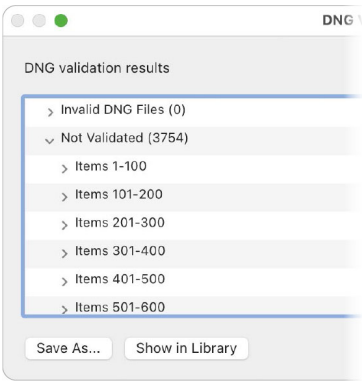 DNG
DNG validation results
Invalid DNG Files (0)
Not Validated (3754)
Items 1-100
Items 101-200
Items 201-300
Items 301-400
Items 401-500
Items 501-600
Save As... Show in Library